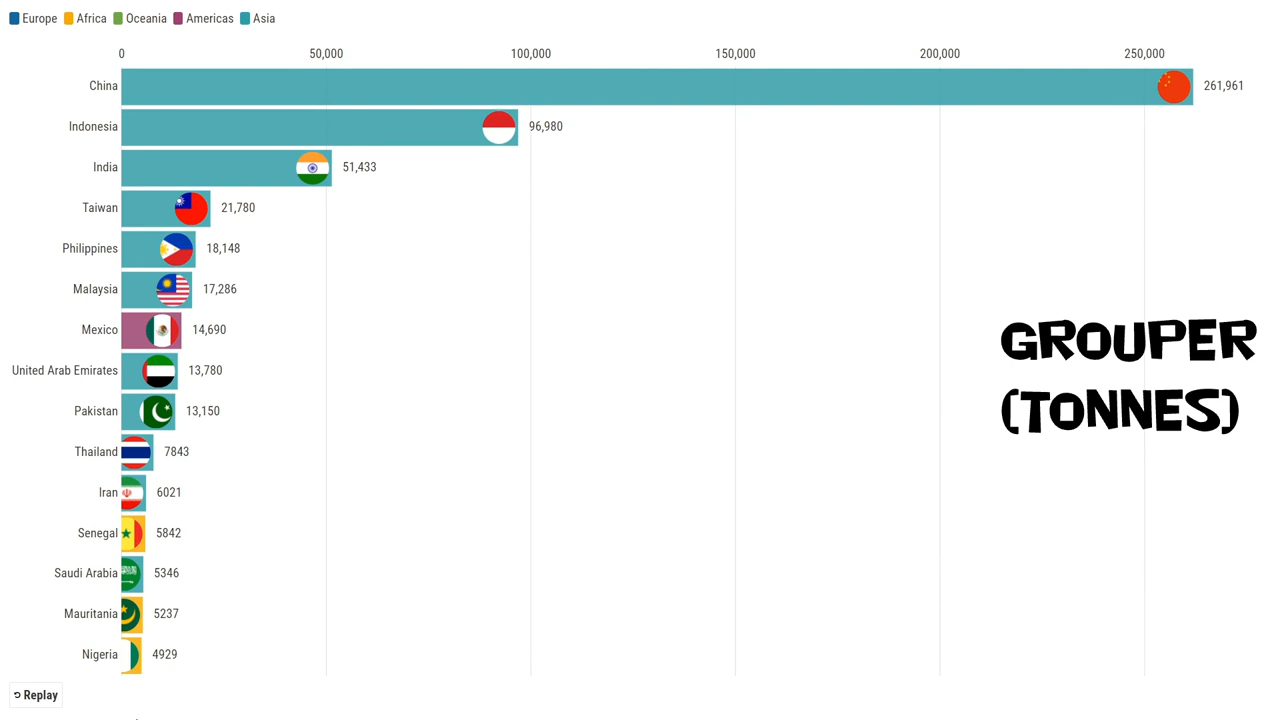 Europe Africa Oceania Americas Asia
0 50,000 100,000 150,000 200,000 250,000
China 261,961
Indonesia 96,980
India 51,433
Taiwan 21,780
Philippines 18,148
Malaysia 17,286
Mexico 14,690
United Arab Emirates 13,780
Pakistan 13,150
Thailand 7843
Iran 6021
Senegal 5842
Saudi Arabia 5346
Mauritania 5237
Nigeria 4929
GROUPER
(TONNES)
Replay